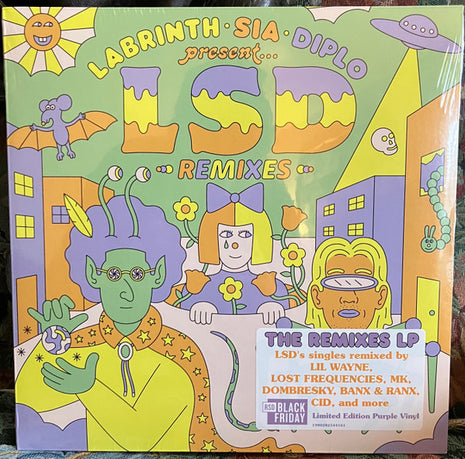 LABRINTH · SIA · DIPLO
present...
LSD
REMIXES
THE REMIXES LP
LSD's singles remixed by
LIL WAYNE,
LOST FREQUENCIES, MK,
DOMBRESKY, BANX & RANX,
CID, and more
RSD BLACK FRIDAY
Limited Edition Purple Vinyl